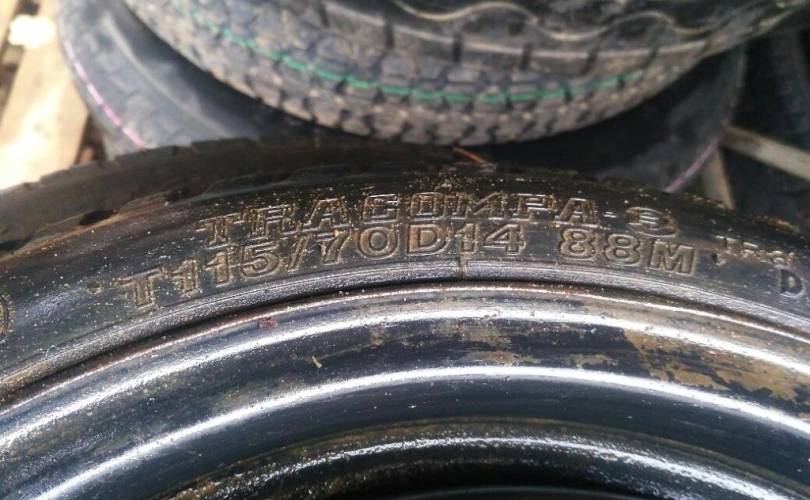 TRACOMPA-3
T115/70D14 88M
D